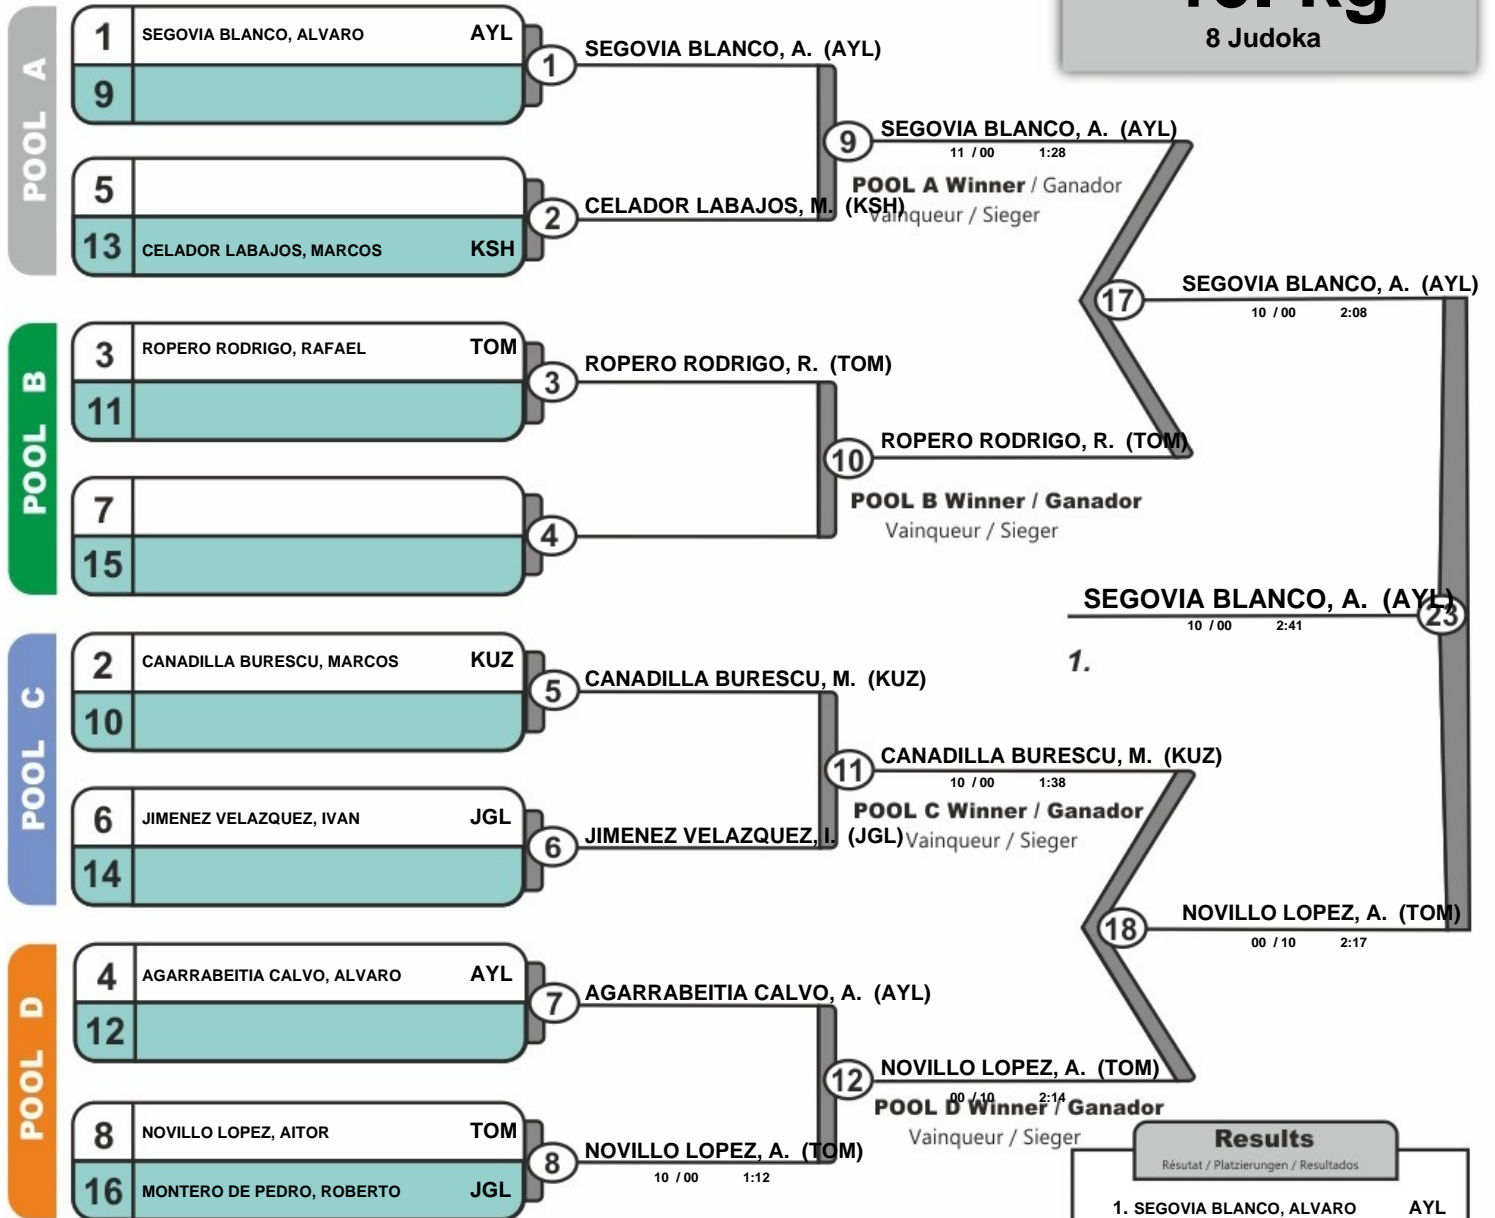 kg
8 Judoka
POOL A
1 SEGOVIA BLANCO, ALVARO AYL
9
1
SEGOVIA BLANCO, A. (AYL)
5
13 CELADOR LABAJOS, MARCOS KSH
2
CELADOR LABAJOS, M. (KSH)
9
SEGOVIA BLANCO, A. (AYL)
11 / 00 1:28
POOL A Winner / Ganador
Vainqueur / Sieger
POOL B
3 ROPERO RODRIGO, RAFAEL TOM
11
3
ROPERO RODRIGO, R. (TOM)
7
15
4
10
ROPERO RODRIGO, R. (TOM)
POOL B Winner / Ganador
Vainqueur / Sieger
17
SEGOVIA BLANCO, A. (AYL)
10 / 00 2:08
SEGOVIA BLANCO, A. (AYL)
23
10 / 00 2:41
1.
POOL C
2 CANADILLA BURESCU, MARCOS KUZ
10
5
CANADILLA BURESCU, M. (KUZ)
6 JIMENEZ VELAZQUEZ, IVAN JGL
14
6
JIMENEZ VELAZQUEZ, I. (JGL)
11
CANADILLA BURESCU, M. (KUZ)
10 / 00 1:38
POOL C Winner / Ganador
Vainqueur / Sieger
18
NOVILLO LOPEZ, A. (TOM)
00 / 10 2:17
POOL D
4 AGARRABEITIA CALVO, ALVARO AYL
12
7
AGARRABEITIA CALVO, A. (AYL)
8 NOVILLO LOPEZ, AITOR TOM
16 MONTERO DE PEDRO, ROBERTO JGL
8
NOVILLO LOPEZ, A. (TOM)
10 / 00 1:12
12
NOVILLO LOPEZ, A. (TOM)
00 / 10 2:14
POOL D Winner / Ganador
Vainqueur / Sieger
Results
Résutat / Platzierungen / Resultados
1. SEGOVIA BLANCO, ALVARO AYL